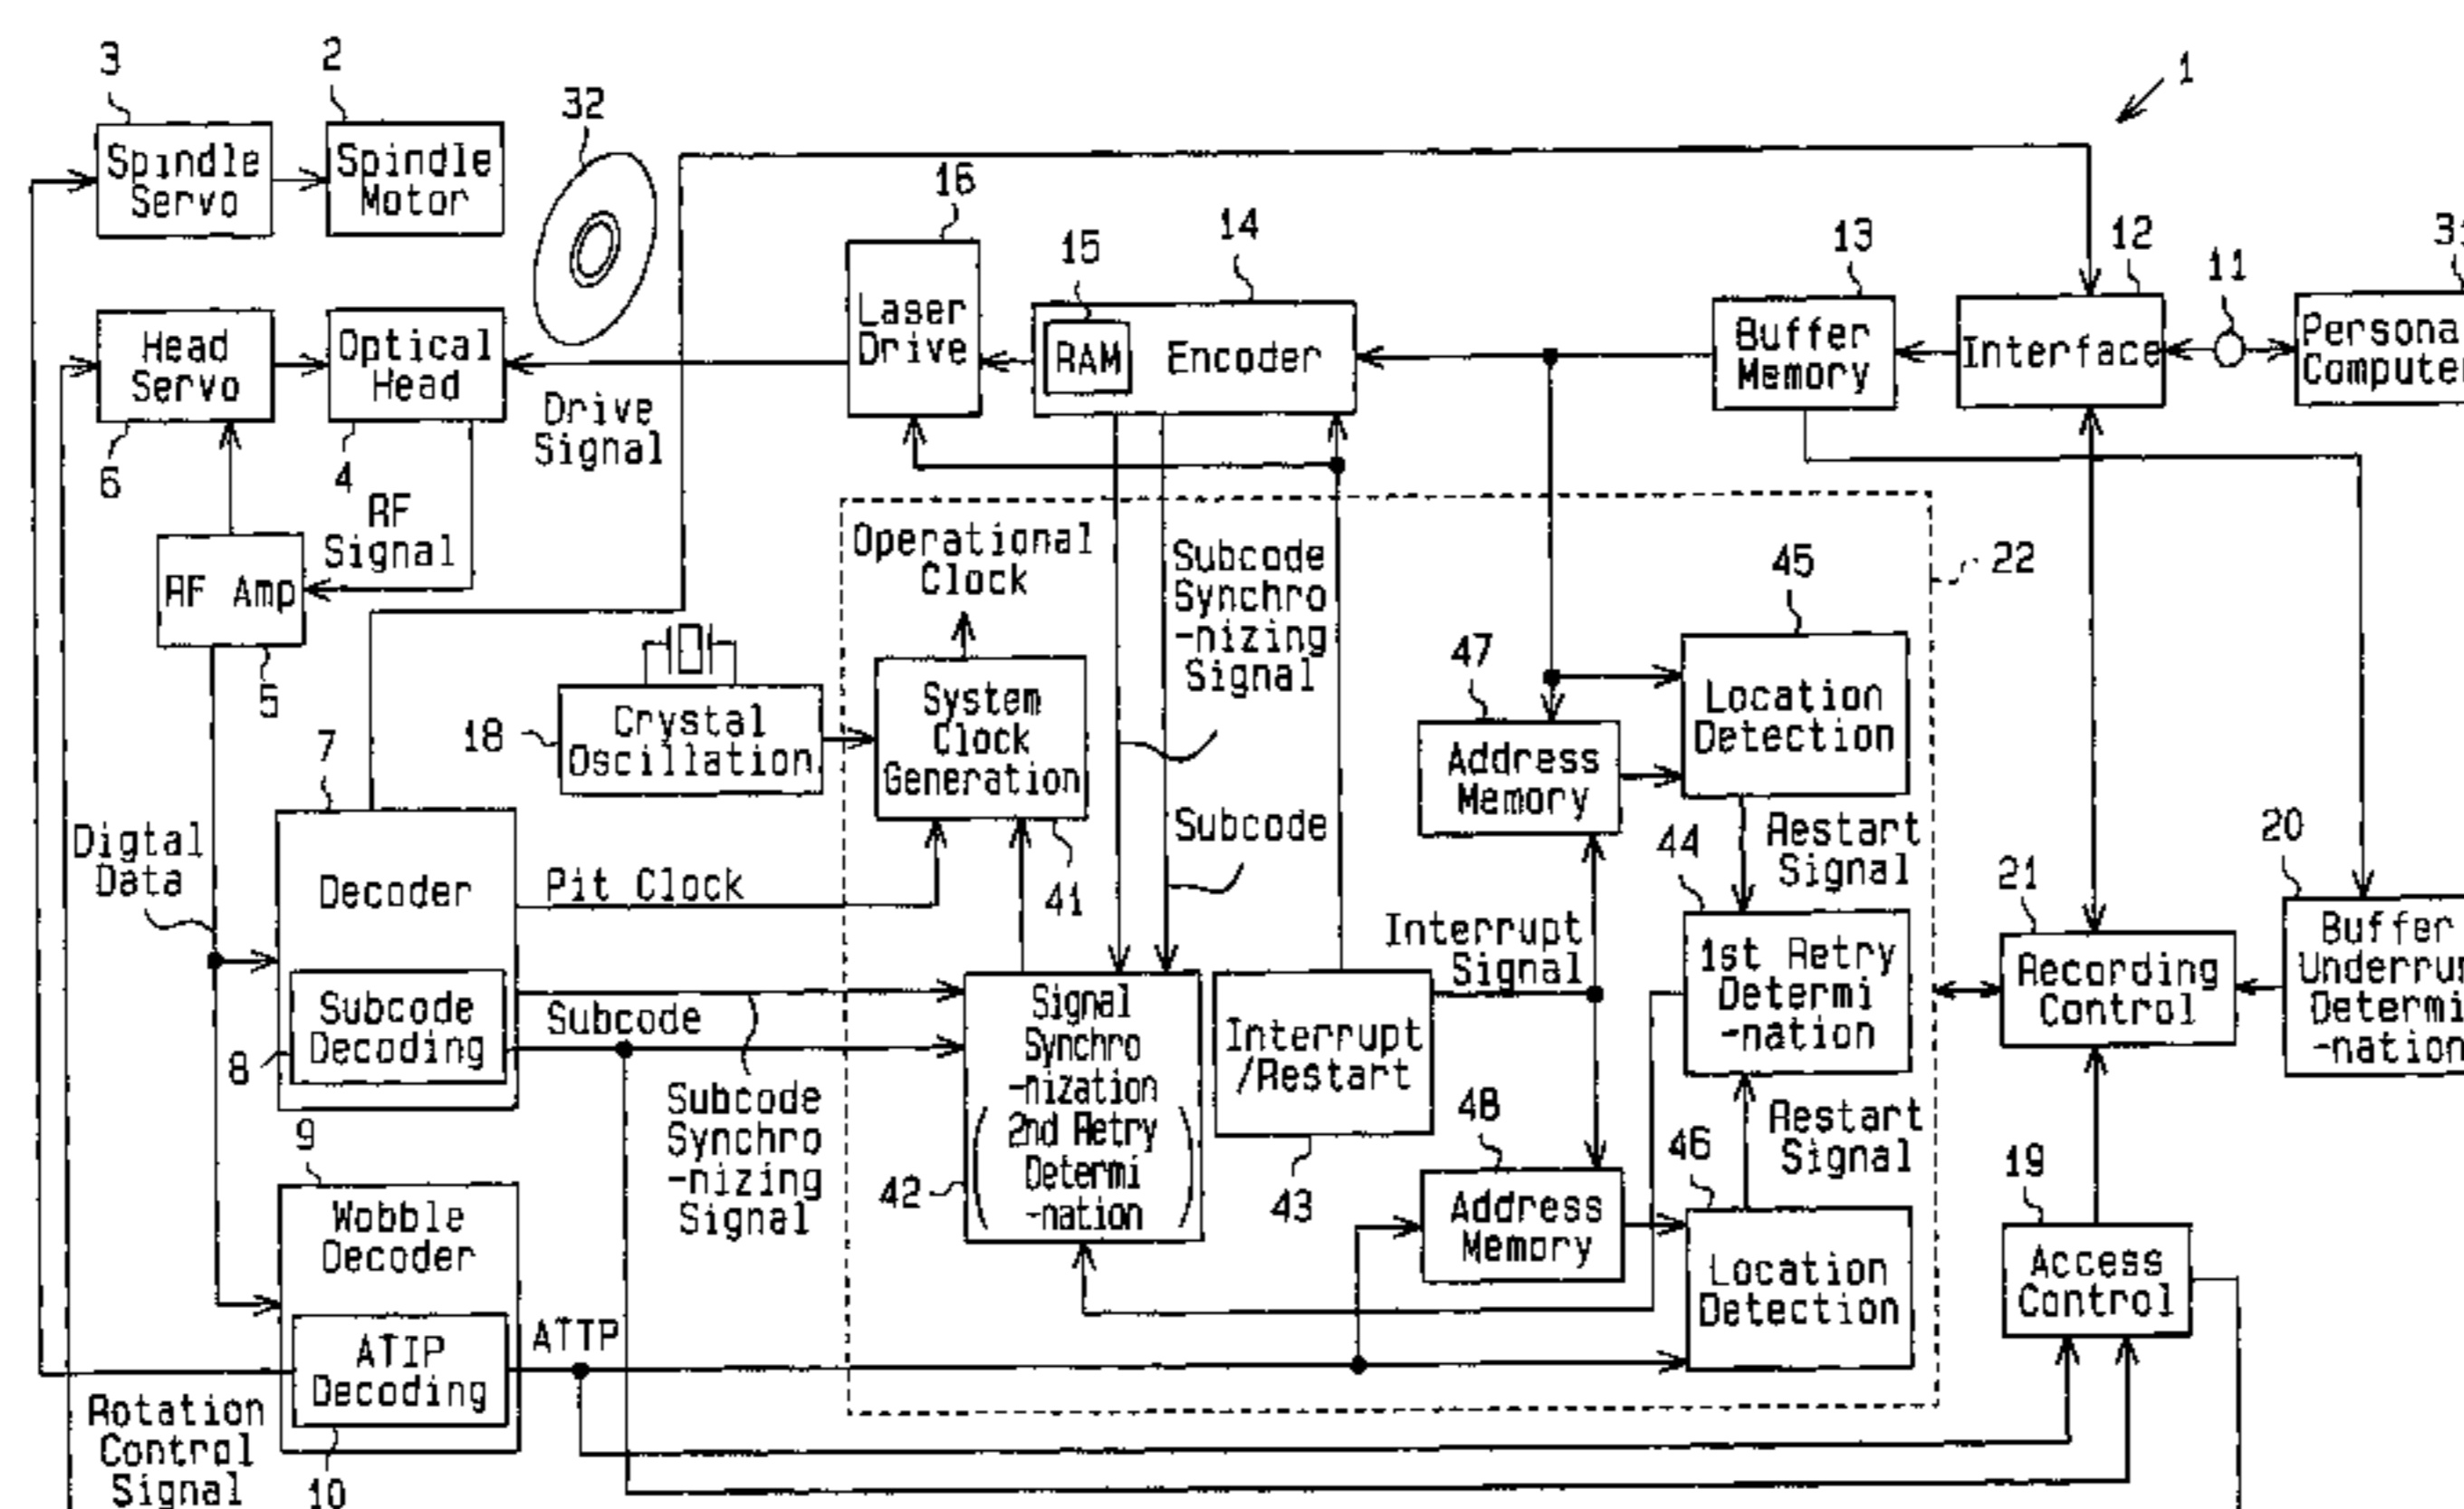 1
3
2
32
Spindle
Servo
Spindle
Motor
16
15
14
13
12
11
Head
Servo
Optical
Head
Laser
Drive
RAM
Encoder
Buffer
Memory
Interface
Persona
Computer
6
4
Drive
Signal
RF
Signal
RF Amp
5
Operational
Clock
Subcode
Synchro
-nizing
Signal
22
45
47
18
Crystal
Oscillation
System
Clock
Generation
41
Location
Detection
Address
Memory
Subcode
Restart
Signal
7
Digtal
Data
Decoder
Pit Clock
44
21
20
Interrupt
Signal
1st Retry
Determi
-nation
Recording
Control
Buffer
Underrun
Determi
-nation
8
Subcode
Decoding
Subcode
Subcode
Synchro
-nizing
Signal
42
Signal
Synchro
-nization
(2nd Retry
Determi
-nation)
Interrupt
/Restart
43
48
46
Restart
Signal
19
Address
Memory
Location
Detection
Access
Control
9
Wobble
Decoder
ATIP
Decoding
ATTP
10
Rotation
Control
Signal